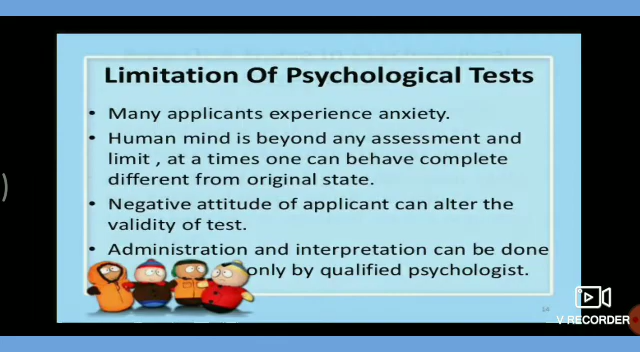 Limitation Of Psychological Tests
• Many applicants experience anxiety.
• Human mind is beyond any assessment and
limit , at a times one can behave complete
different from original state.
• Negative attitude of applicant can alter the
validity of test.
• Administration and interpretation can be done
only by qualified psychologist.
14
V RECORDER